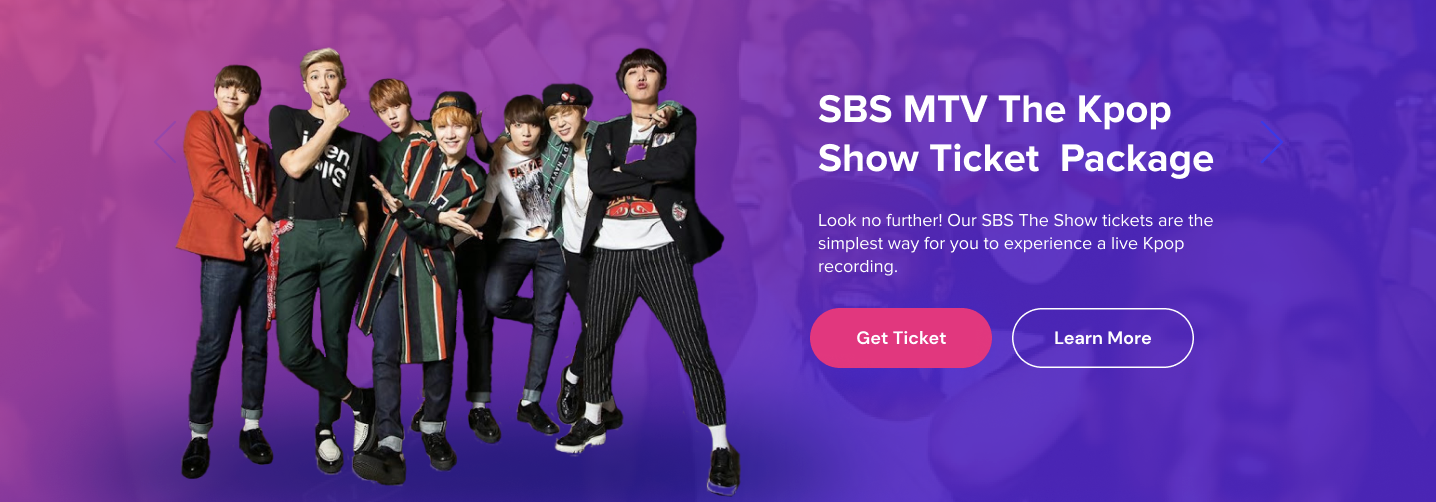 SBS MTV The Kpop
Show Ticket  Package
Look no further! Our SBS The Show tickets are the
simplest way for you to experience a live Kpop
recording.
Get Ticket
Learn More